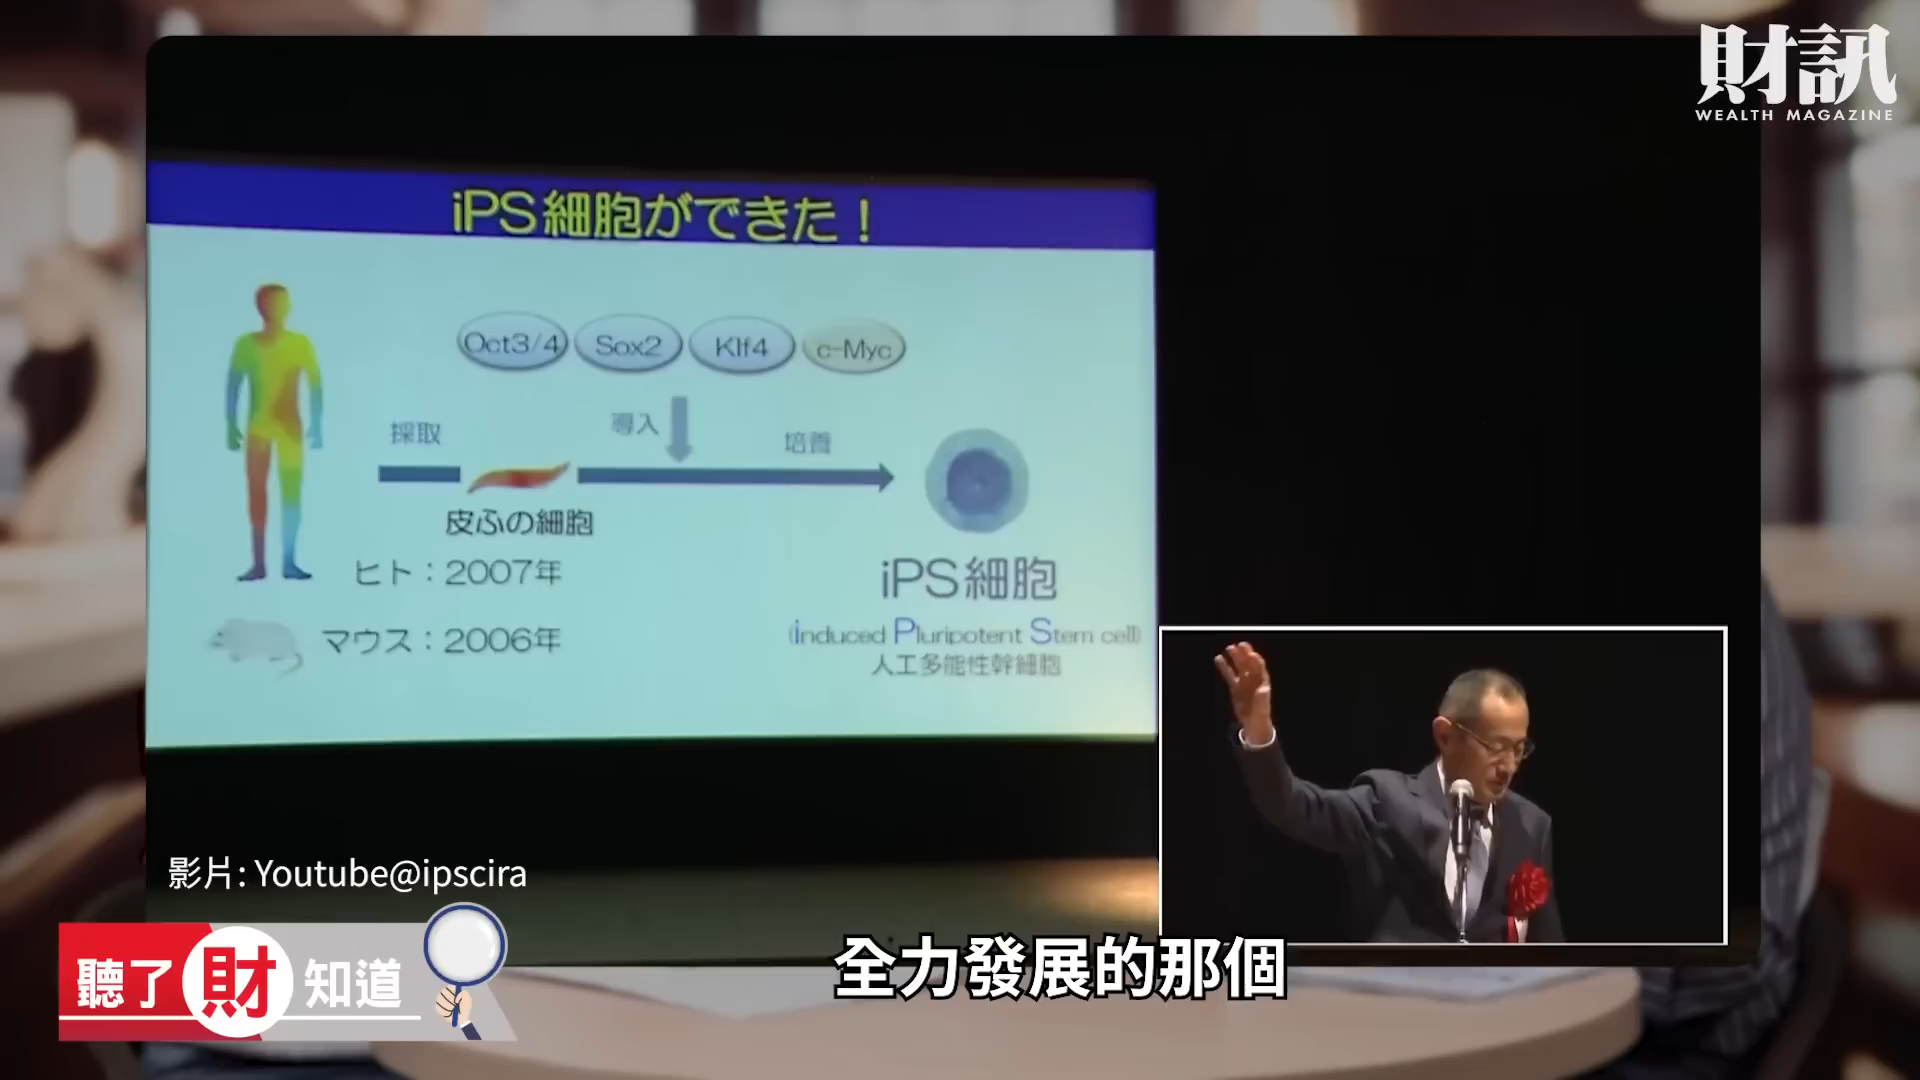 財訊
WEALTH MAGAZINE
iPS細胞ができた！
Oct3/4 Sox2 Klf4 c-Myc
採取 導入 培養
皮ふの細胞
ヒト：2007年
iPS細胞
マウス：2006年
(induced Pluripotent Stem cell)
人工多能性幹細胞
影片: Youtube@ipscira
聽了財知道
全力發展的那個